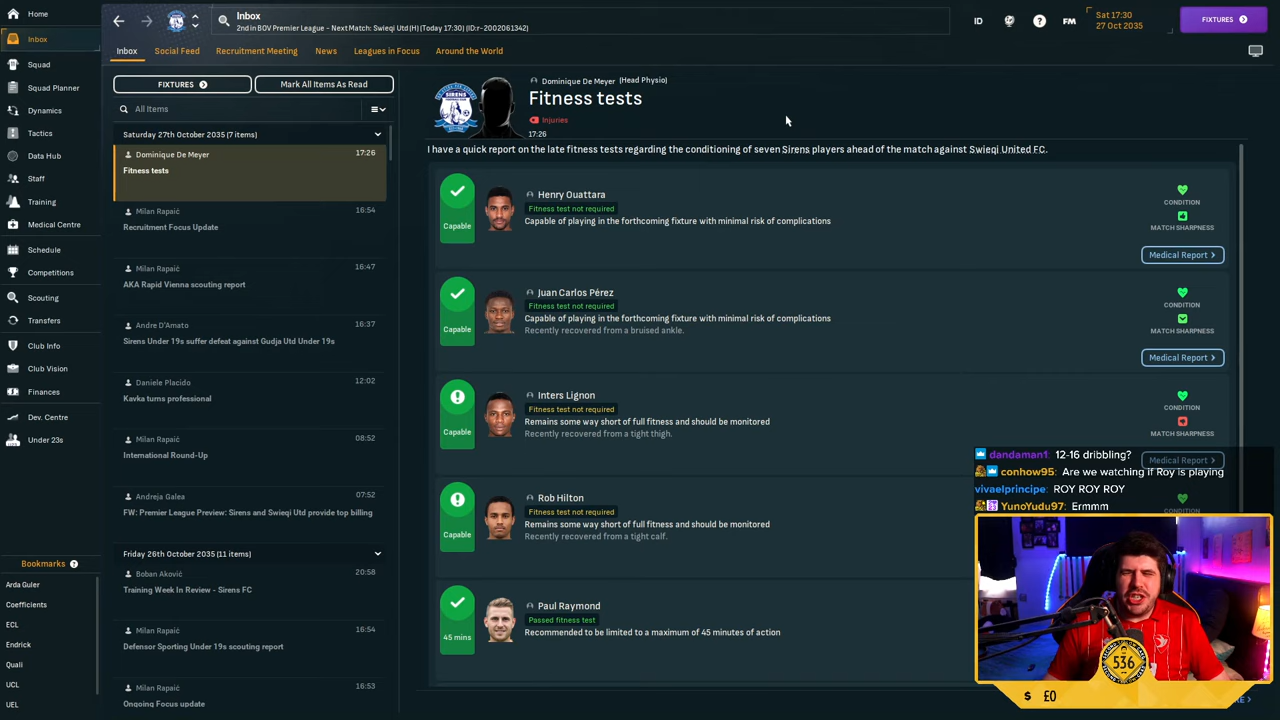 Home
Inbox
Squad
Squad Planner
Dynamics
Tactics
Data Hub
Staff
Training
Medical Centre
Schedule
Competitions
Scouting
Transfers
Club Info
Club Vision
Finances
Dev. Centre
Under 23s
Bookmarks
Arda Guler
Coefficients
ECL
Endrick
Quali
UCL
UEL
Inbox
2nd in BOV Premier League - Next Match: Swieqi Utd (H) (Today 17:30) (ID:r-2002061342)
ID
FM
Sat 17:30
27 Oct 2035
FIXTURES
Inbox
Social Feed
Recruitment Meeting
News
Leagues in Focus
Around the World
FIXTURES
Mark All Items As Read
All Items
Saturday 27th October 2035 (7 items)
Dominique De Meyer 17:26
Fitness tests
Milan Rapaić 16:54
Recruitment Focus Update
Milan Rapaić 16:47
AKA Rapid Vienna scouting report
Andre D'Amato 16:37
Sirens Under 19s suffer defeat against Gudja Utd Under 19s
Daniele Placido 12:02
Kavka turns professional
Milan Rapaić 08:52
International Round-Up
Andreja Galea 07:52
FW: Premier League Preview: Sirens and Swieqi Utd provide top billing
Friday 26th October 2035 (11 items)
Boban Aković 20:58
Training Week In Review - Sirens FC
Milan Rapaić 16:54
Defensor Sporting Under 19s scouting report
Milan Rapaić 16:53
Ongoing Focus update
SIRENS
Dominique De Meyer (Head Physio)
Fitness tests
Injuries
17:26
I have a quick report on the late fitness tests regarding the conditioning of seven Sirens players ahead of the match against Swieqi United FC.
Capable
Henry Ouattara
Fitness test not required
Capable of playing in the forthcoming fixture with minimal risk of complications
CONDITION
MATCH SHARPNESS
Medical Report
Capable
Juan Carlos Pérez
Fitness test not required
Capable of playing in the forthcoming fixture with minimal risk of complications
Recently recovered from a bruised ankle.
CONDITION
MATCH SHARPNESS
Medical Report
Capable
Inters Lignon
Fitness test not required
Remains some way short of full fitness and should be monitored
Recently recovered from a tight thigh.
CONDITION
MATCH SHARPNESS
Medical Report
Capable
Rob Hilton
Fitness test not required
Remains some way short of full fitness and should be monitored
Recently recovered from a tight calf.
45 mins
Paul Raymond
Passed fitness test
Recommended to be limited to a maximum of 45 minutes of action
dandaman1: 12-16 dribbling?
conhow95: Are we watching if Roy is playing
vivaelprincipe: ROY ROY ROY
YunoYudu97: Ermmm
536
$ £0